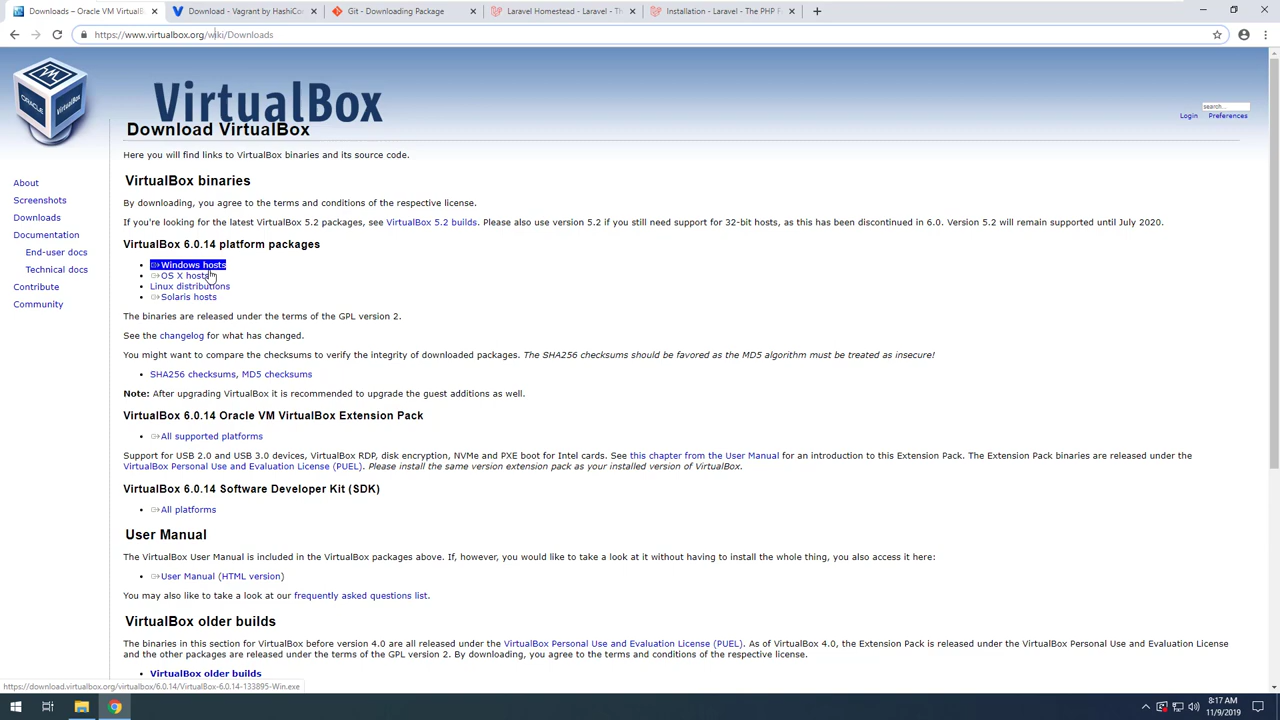 Downloads – Oracle VM VirtualB
Download - Vagrant by HashiCor
Git - Downloading Package
Laravel Homestead - Laravel - Th
Installation - Laravel - The PHP F
https://www.virtualbox.org/wiki/Downloads
ORACLE
VM
VirtualBox
VirtualBox
search...
Login
Preferences
About
Screenshots
Downloads
Documentation
End-user docs
Technical docs
Contribute
Community
Download VirtualBox
Here you will find links to VirtualBox binaries and its source code.
VirtualBox binaries
By downloading, you agree to the terms and conditions of the respective license.
If you're looking for the latest VirtualBox 5.2 packages, see VirtualBox 5.2 builds. Please also use version 5.2 if you still need support for 32-bit hosts, as this has been discontinued in 6.0. Version 5.2 will remain supported until July 2020.
VirtualBox 6.0.14 platform packages
• Windows hosts
• OS X hosts
• Linux distributions
• Solaris hosts
The binaries are released under the terms of the GPL version 2.
See the changelog for what has changed.
You might want to compare the checksums to verify the integrity of downloaded packages. The SHA256 checksums should be favored as the MD5 algorithm must be treated as insecure!
• SHA256 checksums, MD5 checksums
Note: After upgrading VirtualBox it is recommended to upgrade the guest additions as well.
VirtualBox 6.0.14 Oracle VM VirtualBox Extension Pack
• All supported platforms
Support for USB 2.0 and USB 3.0 devices, VirtualBox RDP, disk encryption, NVMe and PXE boot for Intel cards. See this chapter from the User Manual for an introduction to this Extension Pack. The Extension Pack binaries are released under the
VirtualBox Personal Use and Evaluation License (PUEL). Please install the same version extension pack as your installed version of VirtualBox.
VirtualBox 6.0.14 Software Developer Kit (SDK)
• All platforms
User Manual
The VirtualBox User Manual is included in the VirtualBox packages above. If, however, you would like to take a look at it without having to install the whole thing, you also access it here:
• User Manual (HTML version)
You may also like to take a look at our frequently asked questions list.
VirtualBox older builds
The binaries in this section for VirtualBox before version 4.0 are all released under the VirtualBox Personal Use and Evaluation License (PUEL). As of VirtualBox 4.0, the Extension Pack is released under the VirtualBox Personal Use and Evaluation License
and the other packages are released under the terms of the GPL version 2. By downloading, you agree to the terms and conditions of the respective license.
• VirtualBox older builds
https://download.virtualbox.org/virtualbox/6.0.14/VirtualBox-6.0.14-133895-Win.exe
8:17 AM
11/9/2019